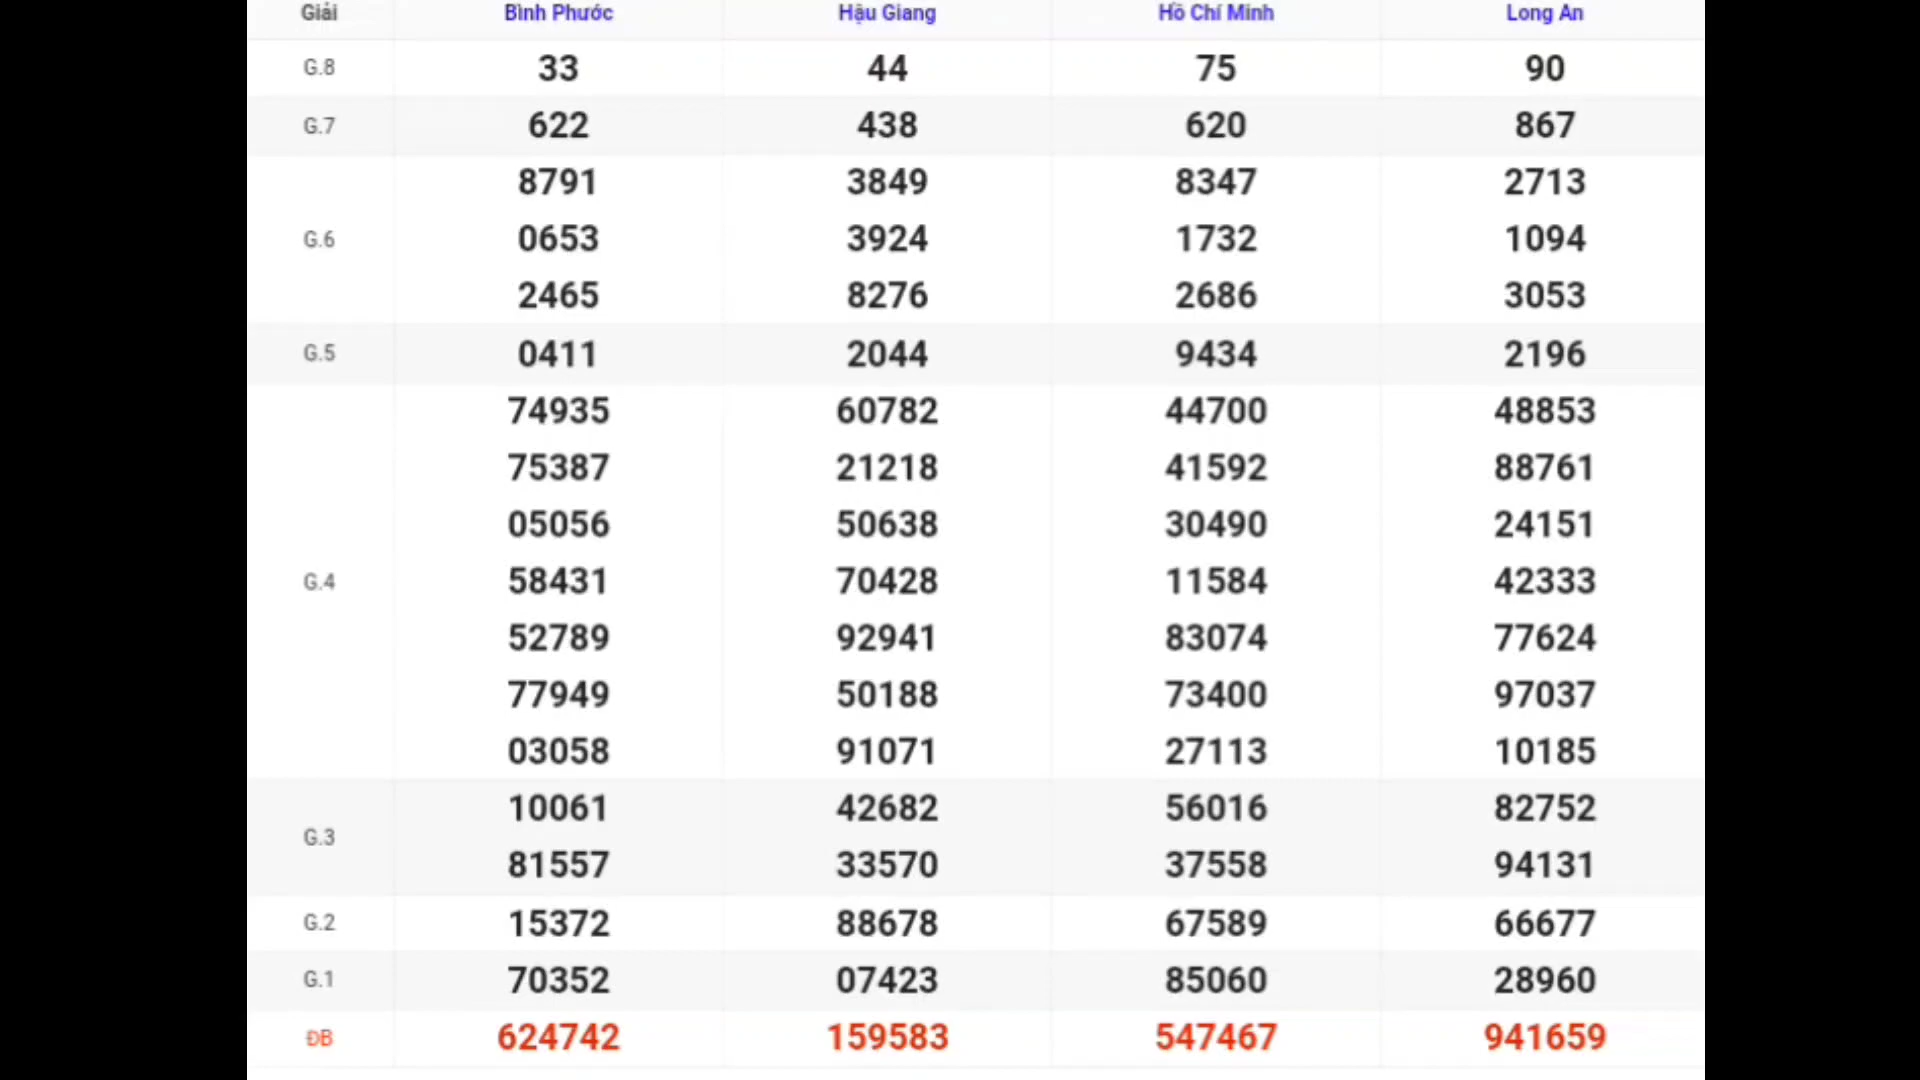 Giải Bình Phước Hậu Giang Hồ Chí Minh Long An
G.8 33 44 75 90
G.7 622 438 620 867
8791 3849 8347 2713
G.6 0653 3924 1732 1094
2465 8276 2686 3053
G.5 0411 2044 9434 2196
74935 60782 44700 48853
75387 21218 41592 88761
05056 50638 30490 24151
G.4 58431 70428 11584 42333
52789 92941 83074 77624
77949 50188 73400 97037
03058 91071 27113 10185
G.3 10061 42682 56016 82752
81557 33570 37558 94131
G.2 15372 88678 67589 66677
G.1 70352 07423 85060 28960
ĐB 624742 159583 547467 941659